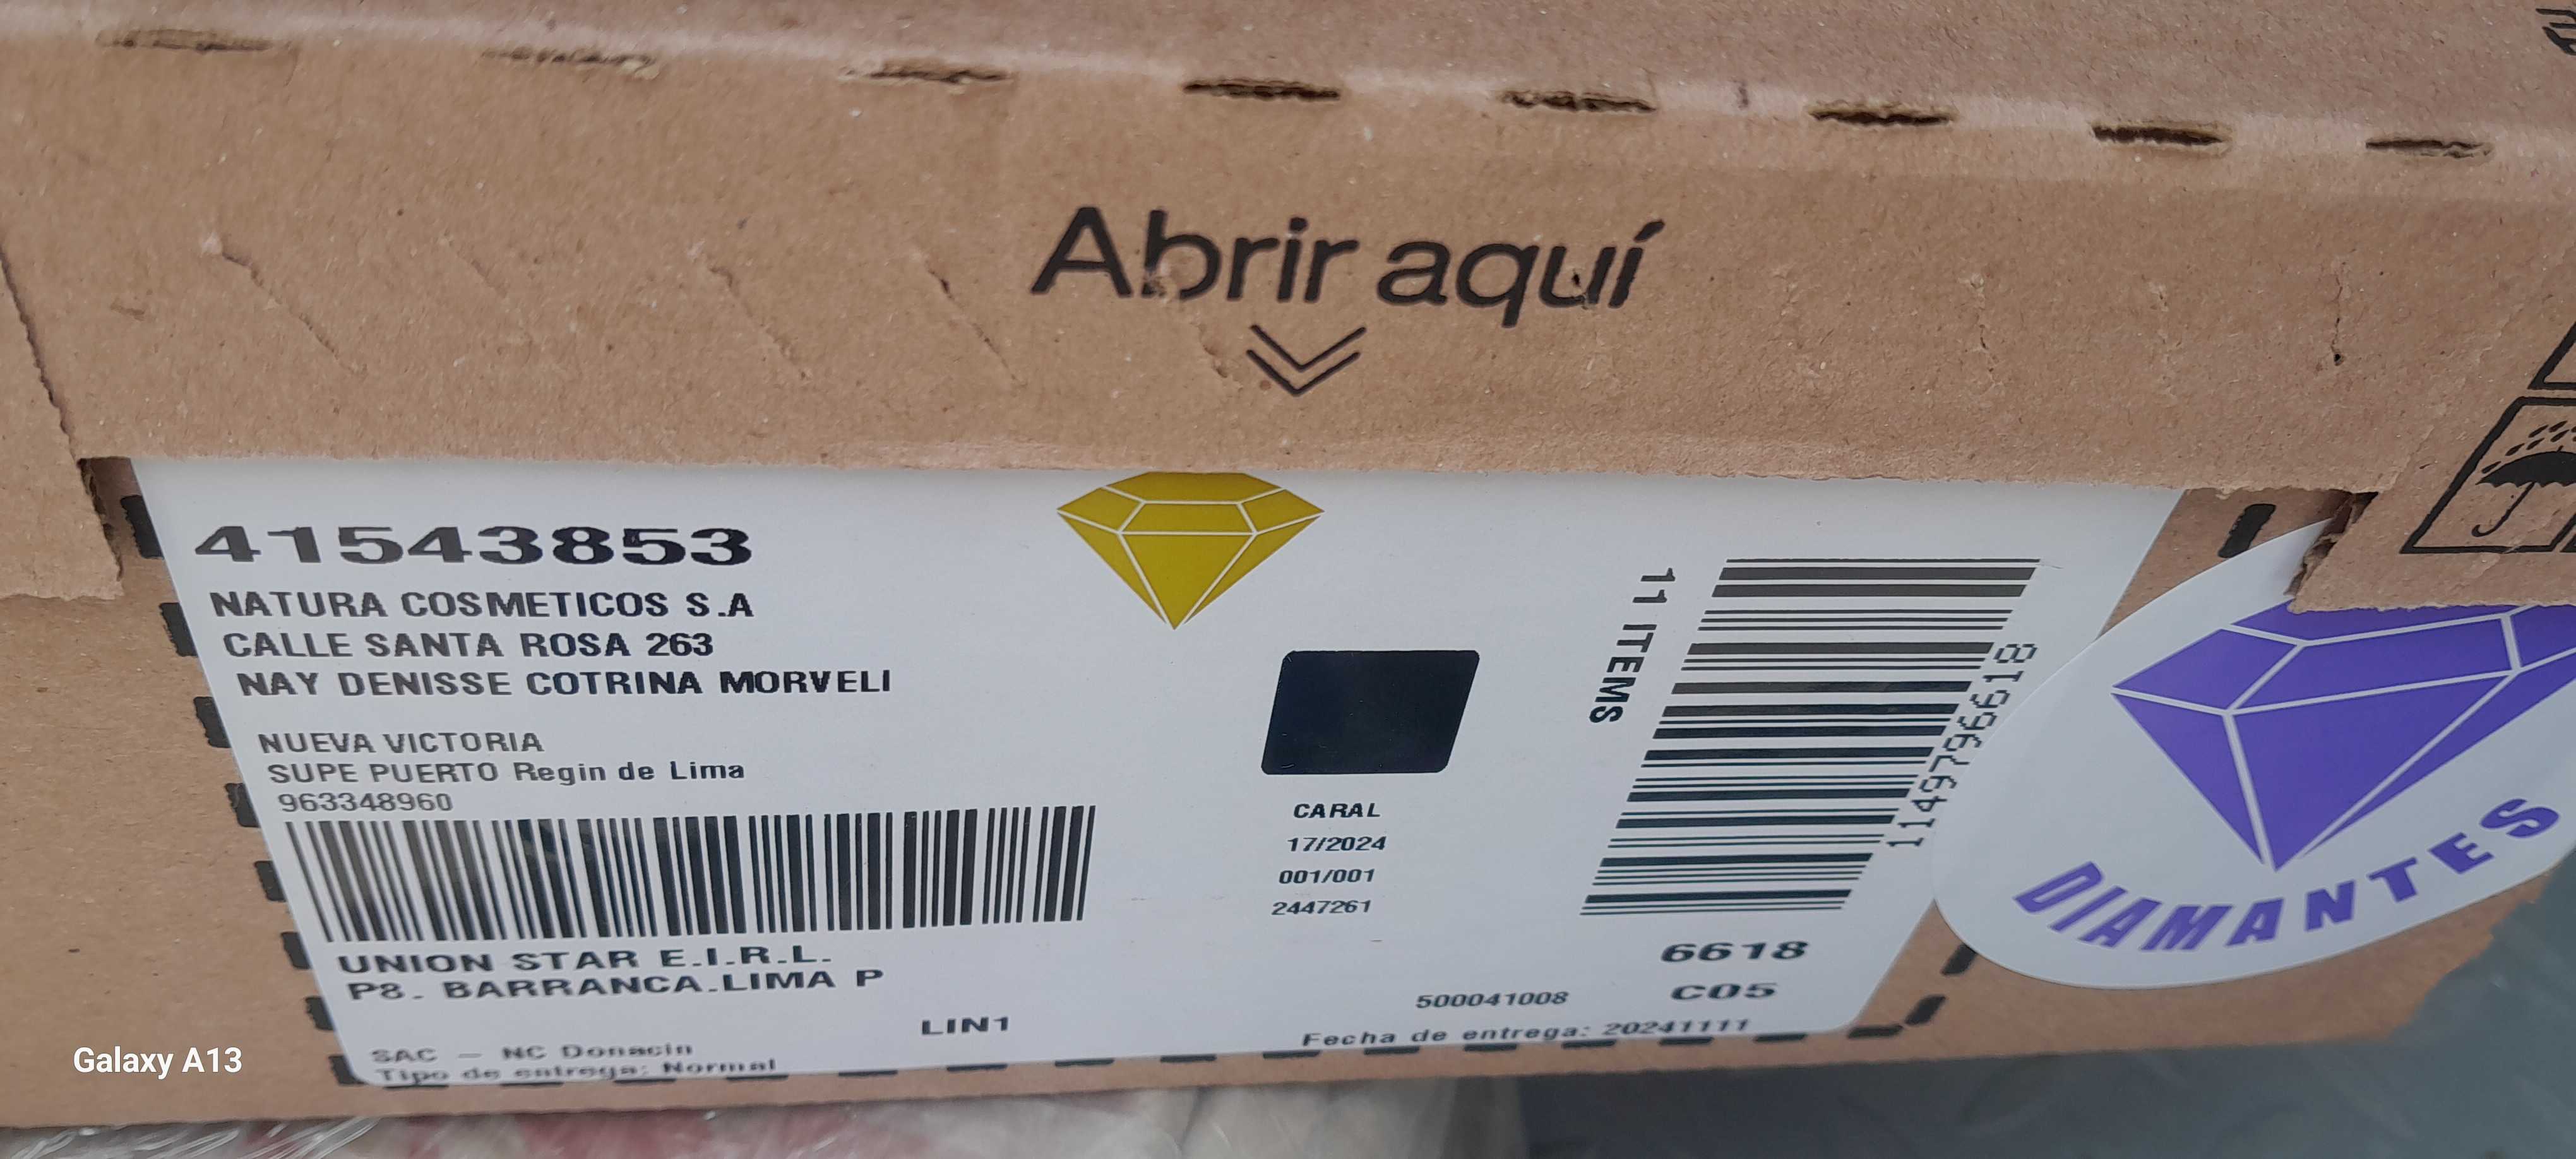 Abrir aquí
41543853
NATURA COSMETICOS S.A
CALLE SANTA ROSA 263
NAY DENISSE COTRINA MORVELI
NUEVA VICTORIA
SUPE PUERTO Regin de Lima
963348960
UNION STAR E.I.R.L.
P8. BARRANCA.LIMA P
LIN1
SAC - NC Donacin
Tipo de entrega: Normal
CARAL
17/2024
001/001
2447261
11 ITEMS
1149796618
6618
C05
500041008
Fecha de entrega: 20241111
DIAMANTES
Galaxy A13